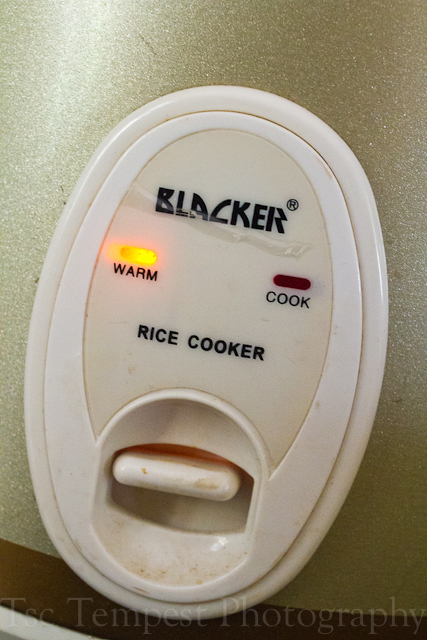 BLACKER®
WARM
COOK
RICE COOKER
Tsc Tempest Photography